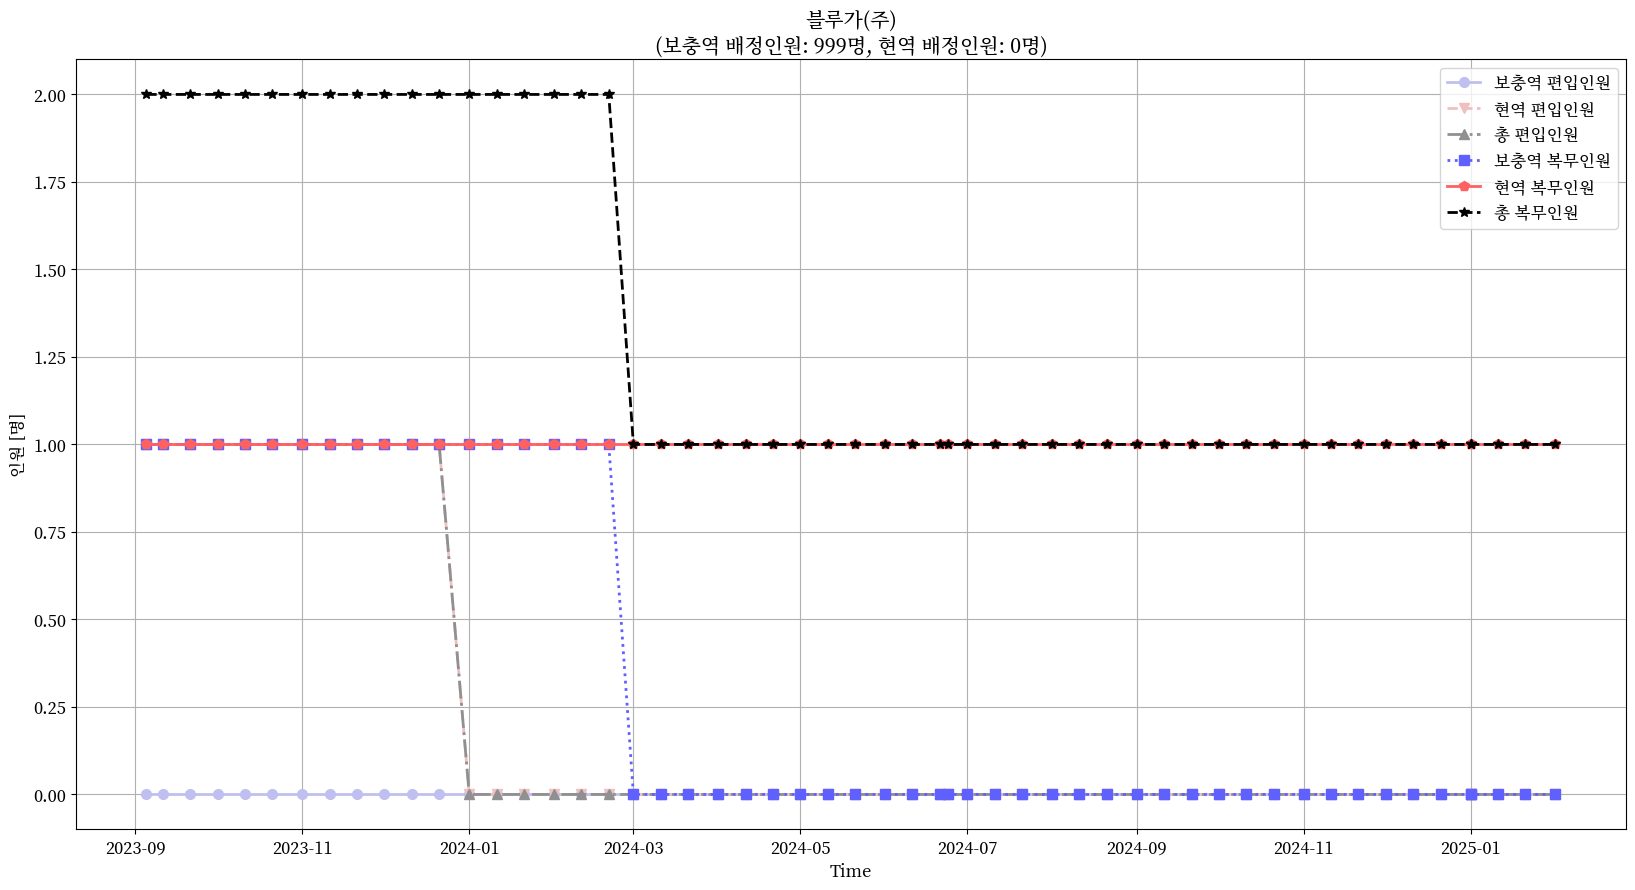 블루가(주)
(보충역 배정인원: 999명, 현역 배정인원: 0명)
보충역 편입인원
현역 편입인원
총 편입인원
보충역 복무인원
현역 복무인원
총 복무인원
인원 [명]
2.00
1.75
1.50
1.25
1.00
0.75
0.50
0.25
0.00
2023-09 2023-11 2024-01 2024-03 2024-05 2024-07 2024-09 2024-11 2025-01
Time